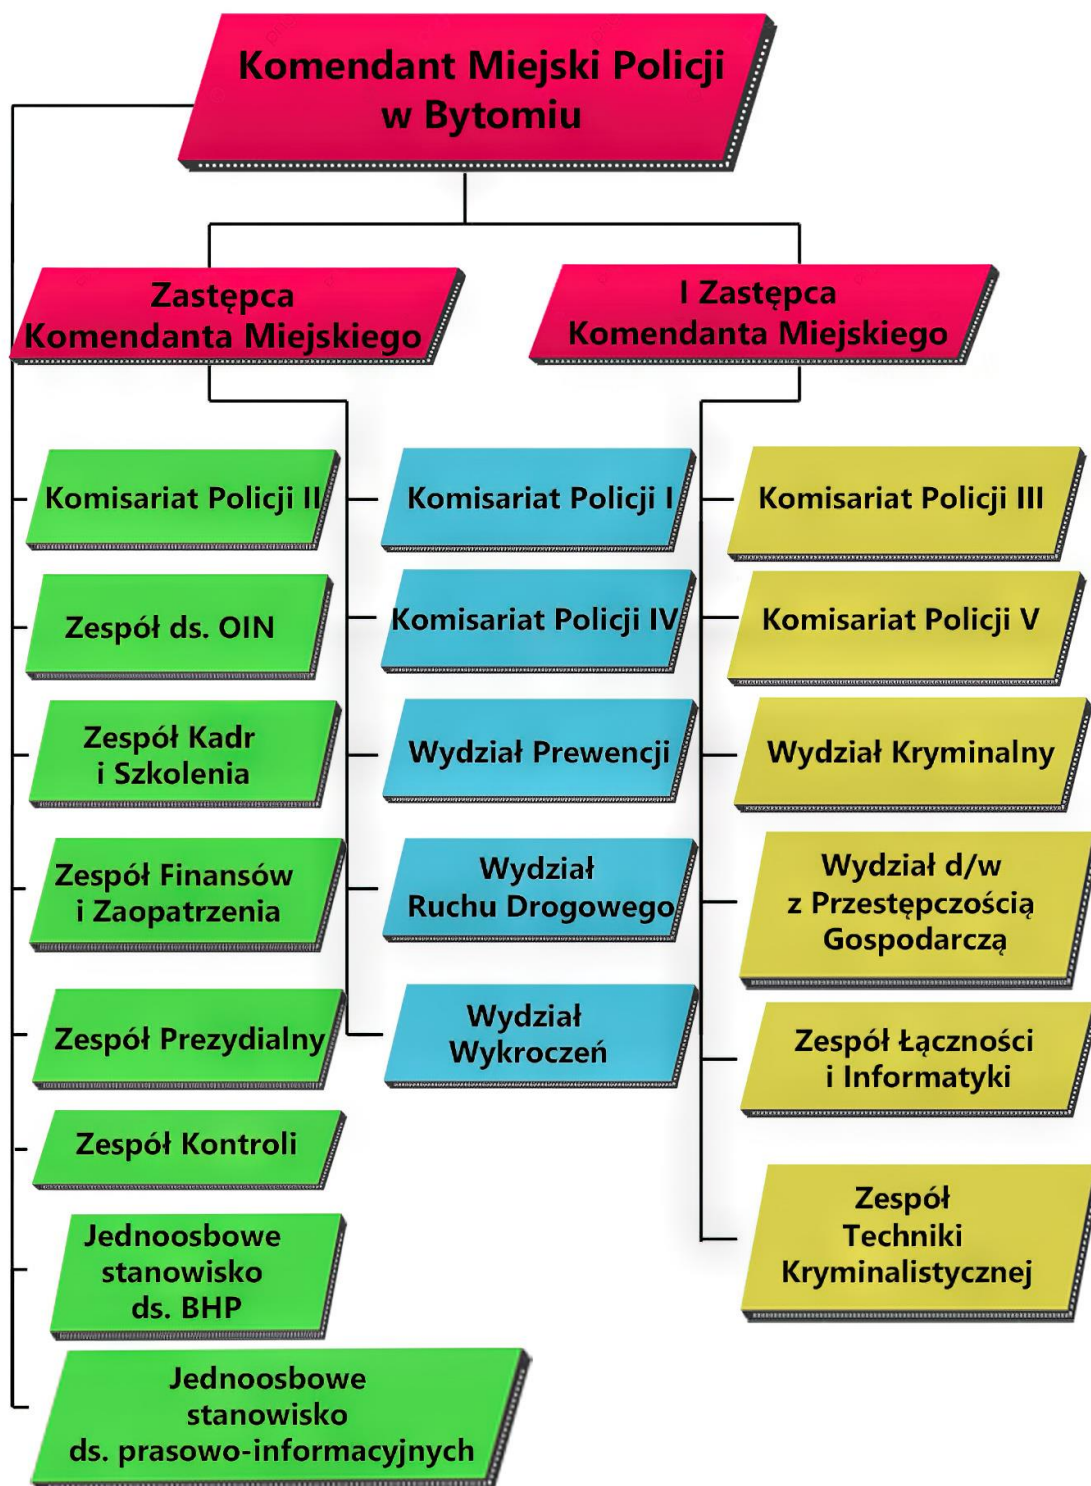 Komendant Miejski Policji
w Bytomiu
Zastępca
Komendanta Miejskiego
I Zastępca
Komendanta Miejskiego
Komisariat Policji II
Zespół ds. OIN
Zespół Kadr
i Szkolenia
Zespół Finansów
i Zaopatrzenia
Zespół Prezydialny
Zespół Kontroli
Jednoosbowe
stanowisko
ds. BHP
Jednoosbowe
stanowisko
ds. prasowo-informacyjnych
Komisariat Policji I
Komisariat Policji IV
Wydział Prewencji
Wydział
Ruchu Drogowego
Wydział
Wykroczeń
Komisariat Policji III
Komisariat Policji V
Wydział Kryminalny
Wydział d/w
z Przestępczością
Gospodarczą
Zespół Łączności
i Informatyki
Zespół
Techniki
Kryminalistycznej